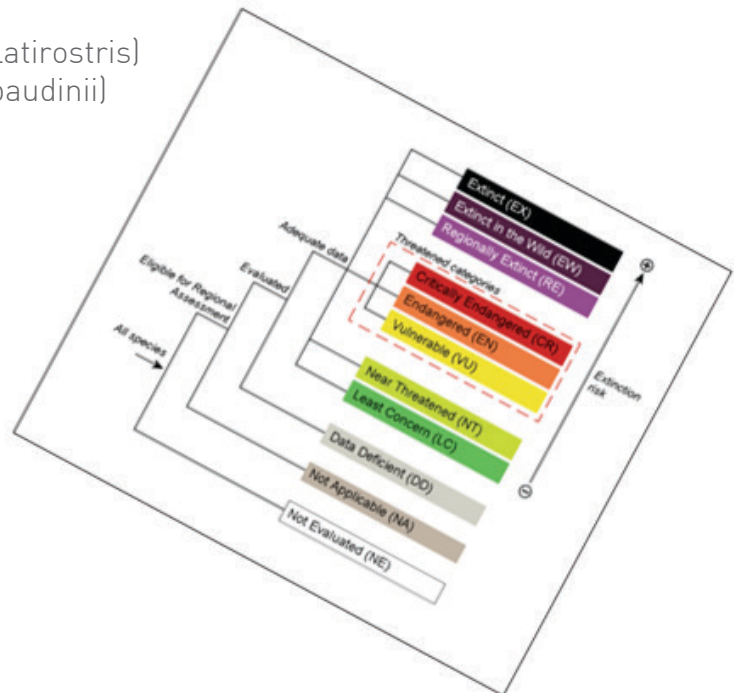 latirostris)
baudinii)
Extinct (EX)
Extinct in the Wild (EW)
Regionally Extinct (RE)
Threatened categories
Critically Endangered (CR)
Endangered (EN)
Vulnerable (VU)
Near Threatened (NT)
Least Concern (LC)
Data Deficient (DD)
Not Applicable (NA)
Not Evaluated (NE)
Adequate data
Evaluated
Eligible for Regional
Assessment
All species
+
Extinction
risk
−